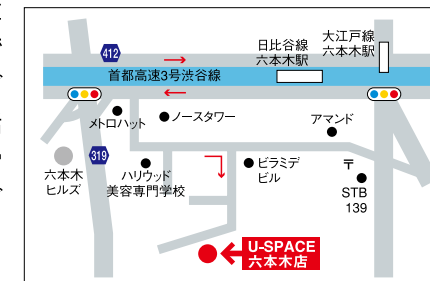 412
日比谷線
六本木駅
大江戸線
六本木駅
首都高速3号渋谷線
メトロハット
ノースタワー
アマンド
319
六本木
ヒルズ
ハリウッド
美容専門学校
ビラミデ
ビル
〒
STB
139
U-SPACE
六本木店